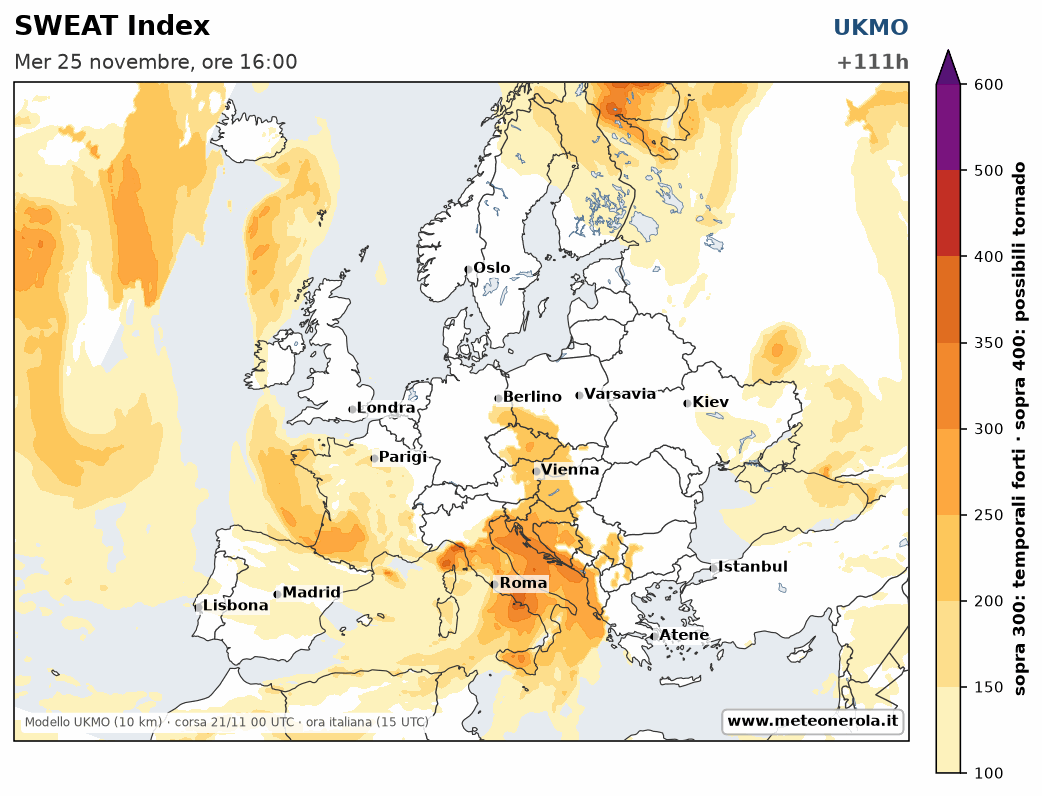 SWEAT Index
UKMO
Mer 25 novembre, ore 16:00
+111h
Oslo
Londra
Berlino
Varsavia
Kiev
Parigi
Vienna
Istanbul
Roma
Madrid
Lisbona
Atene
Modello UKMO (10 km) · corsa 21/11 00 UTC · ora italiana (15 UTC)
www.meteonerola.it
600
500
400
350
300
250
200
150
100
sopra 300: temporali forti · sopra 400: possibili tornado